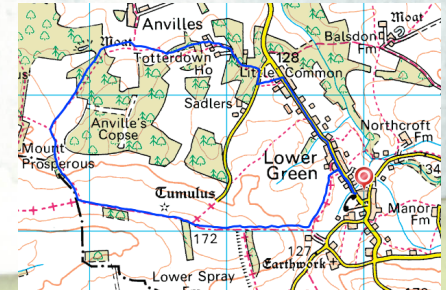 Anvilles
Moat
Moat
Balsdon
Fm
128
Totterdown
Ho
Little Common
Sadlers
Anville's
Copse
Northcroft
Fm
Lower
Green
134
Mount
Prosperous
Tumulus
Manor
Fm
172
127
Earthwork
Lower Spray